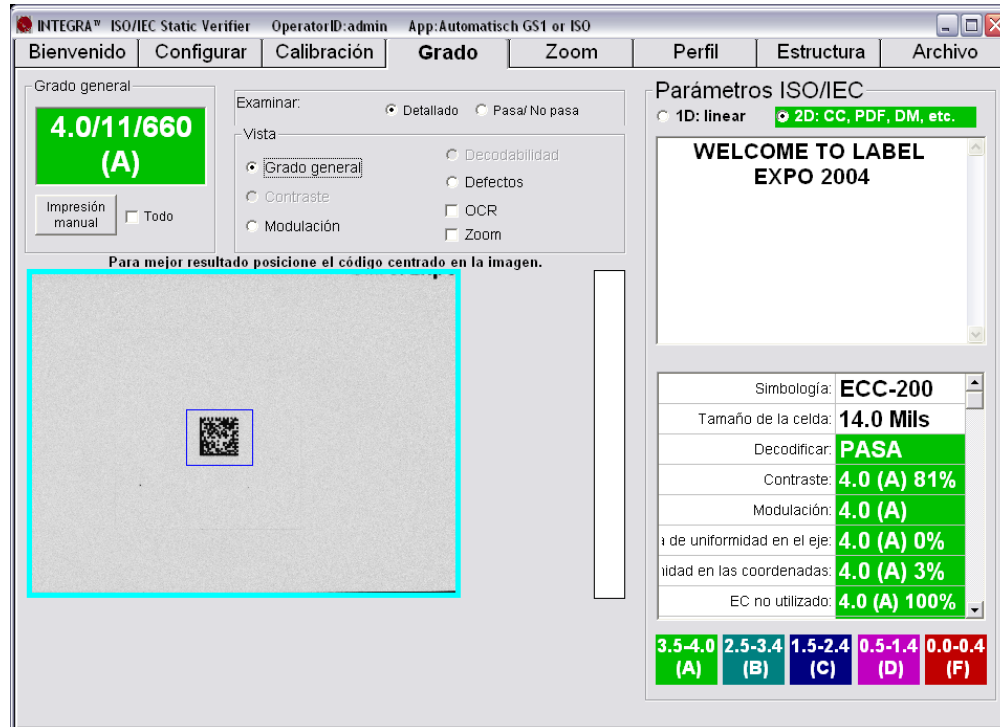 INTEGRA™ ISO/IEC Static Verifier OperatorID:admin App:Automatisch GS1 or ISO
Bienvenido Configurar Calibración Grado Zoom Perfil Estructura Archivo
Grado general
4.0/11/660
(A)
Impresión
manual
Todo
Examinar:
Detallado
Pasa/ No pasa
Vista
Grado general
Contraste
Modulación
Decodabilidad
Defectos
OCR
Zoom
Para mejor resultado posicione el código centrado en la imagen.
Parámetros ISO/IEC
1D: linear
2D: CC, PDF, DM, etc.
WELCOME TO LABEL
EXPO 2004
Simbología: ECC-200
Tamaño de la celda: 14.0 Mils
Decodificar: PASA
Contraste: 4.0 (A) 81%
Modulación: 4.0 (A)
de uniformidad en el eje: 4.0 (A) 0%
en las coordenadas: 4.0 (A) 3%
EC no utilizado: 4.0 (A) 100%
3.5-4.0 2.5-3.4 1.5-2.4 0.5-1.4 0.0-0.4
(A) (B) (C) (D) (F)